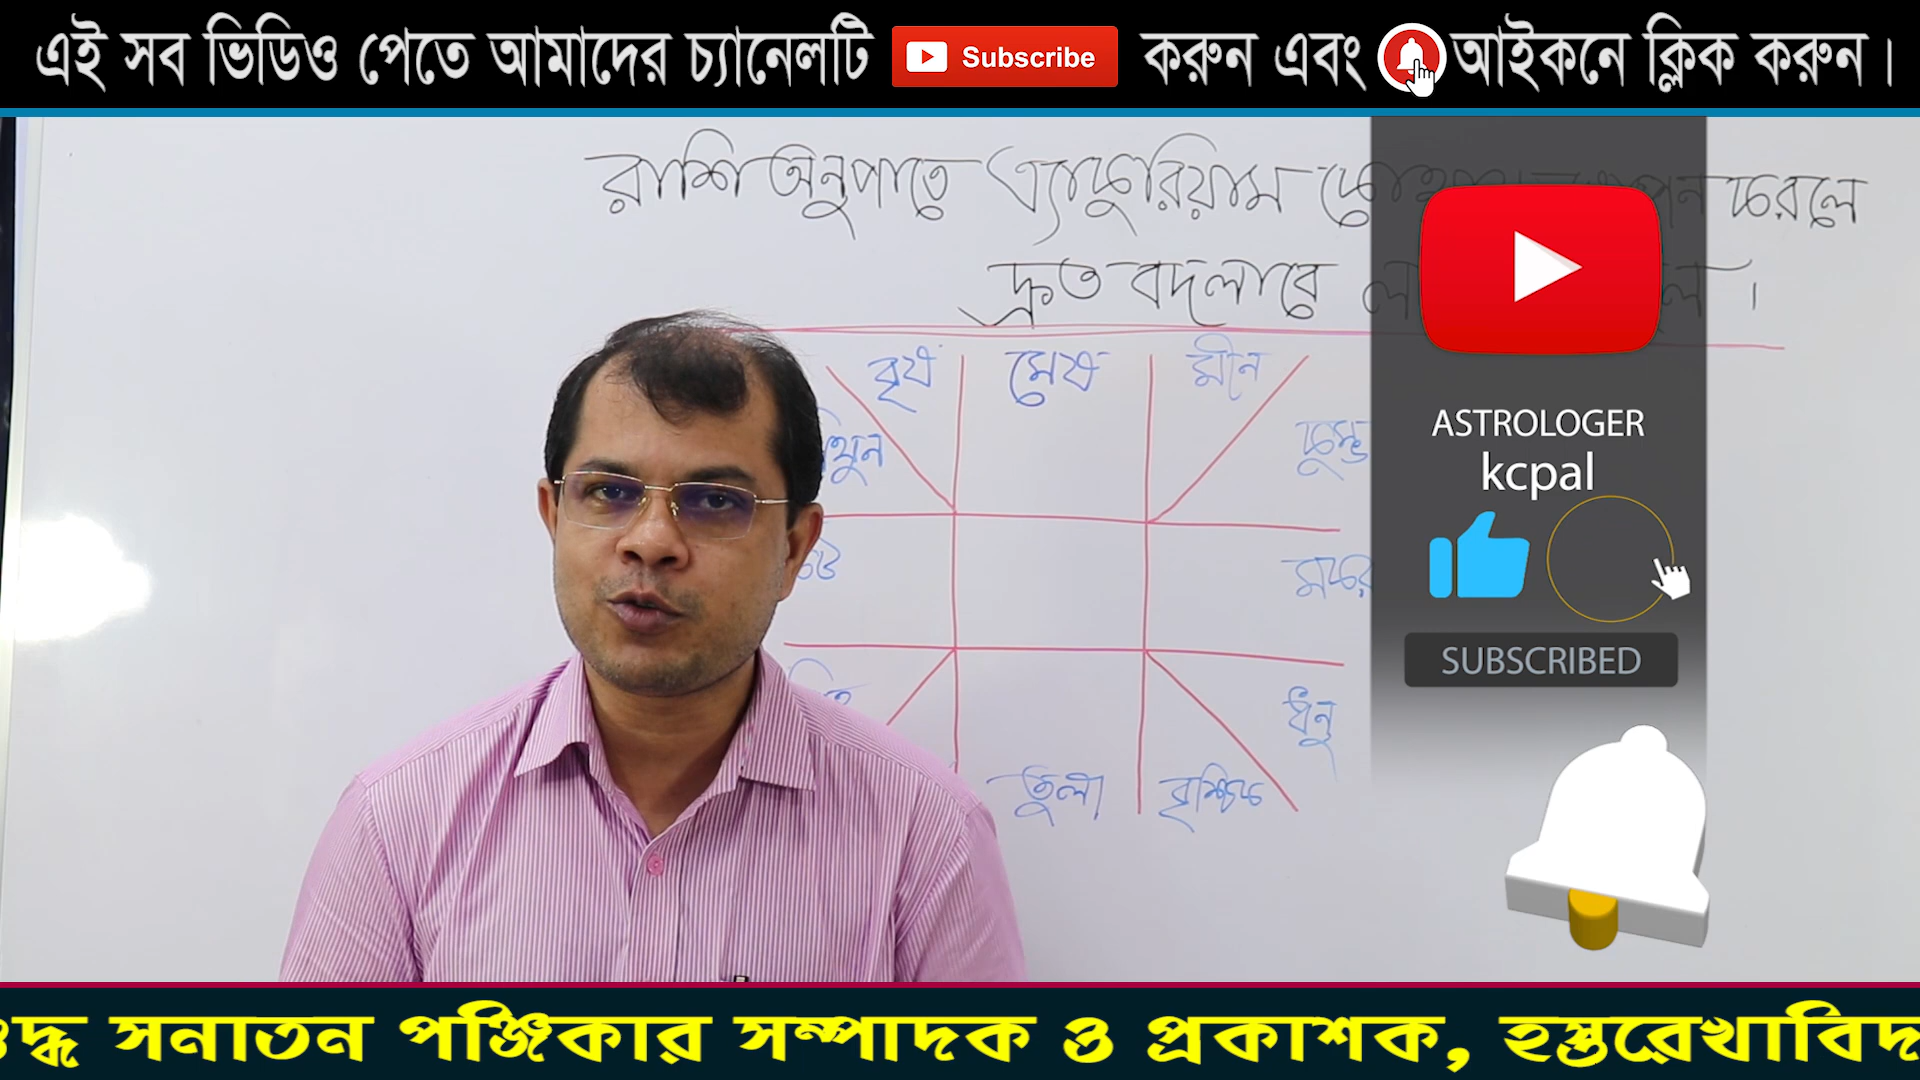 এই সব ভিডিও পেতে আমাদের চ্যানেলটি Subscribe করুন এবং আইকনে ক্লিক করুন।
রাশি অনুপাতে এ্যাকুরিয়াম করলে
দ্রুত বদলাবে
বৃষ মেষ মীন
কুম্ভ
ধনু
তুলা বৃশ্চিক
ASTROLOGER
kcpal
SUBSCRIBED
সনাতন পঞ্জিকার সম্পাদক ও প্রকাশক, হস্তরেখাবিদ